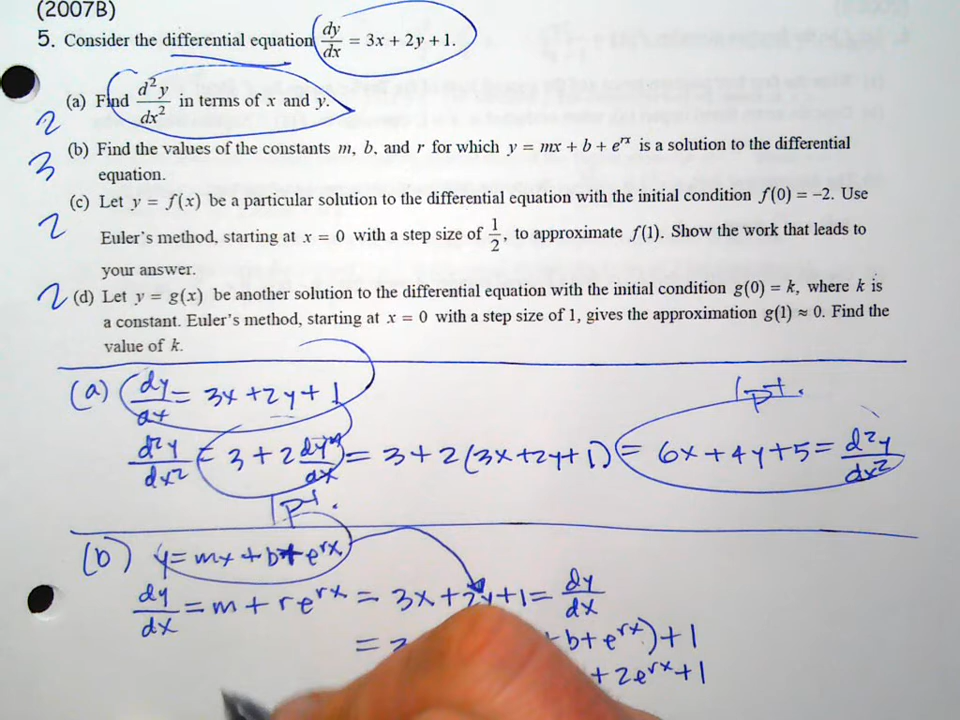 (2007B)
5. Consider the differential equation dy/dx = 3x + 2y + 1.
2 (a) Find d²y/dx² in terms of x and y.
3 (b) Find the values of the constants m, b, and r for which y = mx + b + e^{rx} is a solution to the differential
equation.
2 (c) Let y = f(x) be a particular solution to the differential equation with the initial condition f(0) = −2. Use
Euler's method, starting at x = 0 with a step size of 1/2, to approximate f(1). Show the work that leads to
your answer.
2 (d) Let y = g(x) be another solution to the differential equation with the initial condition g(0) = k, where k is
a constant. Euler's method, starting at x = 0 with a step size of 1, gives the approximation g(1) ≈ 0. Find the
value of k.
(a) dy/dx = 3x + 2y + 1
1pt.
d²y/dx² = 3 + 2 dy/dx = 3 + 2(3x + 2y + 1) = 6x + 4y + 5 = d²y/dx²
1pt.
(b) y = mx + b + e^{rx}
dy/dx = m + re^{rx} = 3x + 2y + 1 = dy/dx
= + b + e^{rx}) + 1
+ 2e^{rx} + 1